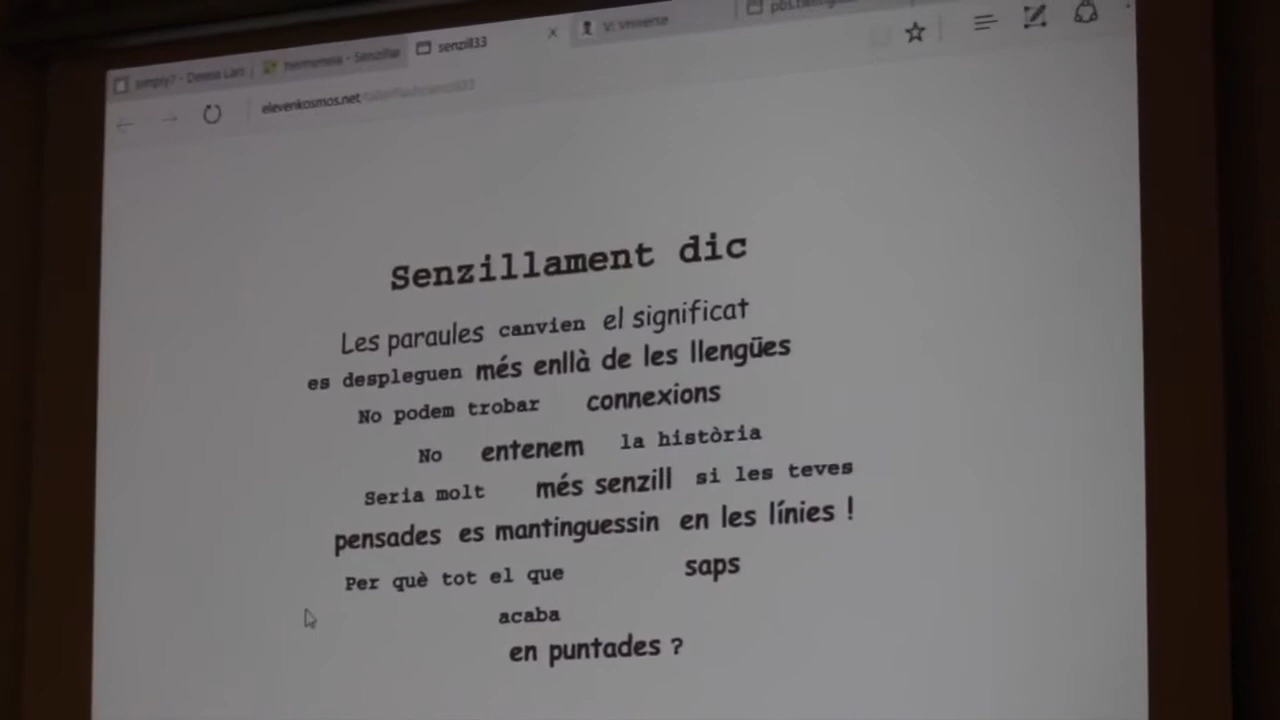 senzill33
elevenkosmos.net
Senzillament dic
Les paraules canvien el significat
es despleguen més enllà de les llengües
No podem trobar connexions
No entenem la història
Seria molt més senzill si les teves
pensades es mantinguessin en les línies !
Per què tot el que saps
acaba
en puntades ?